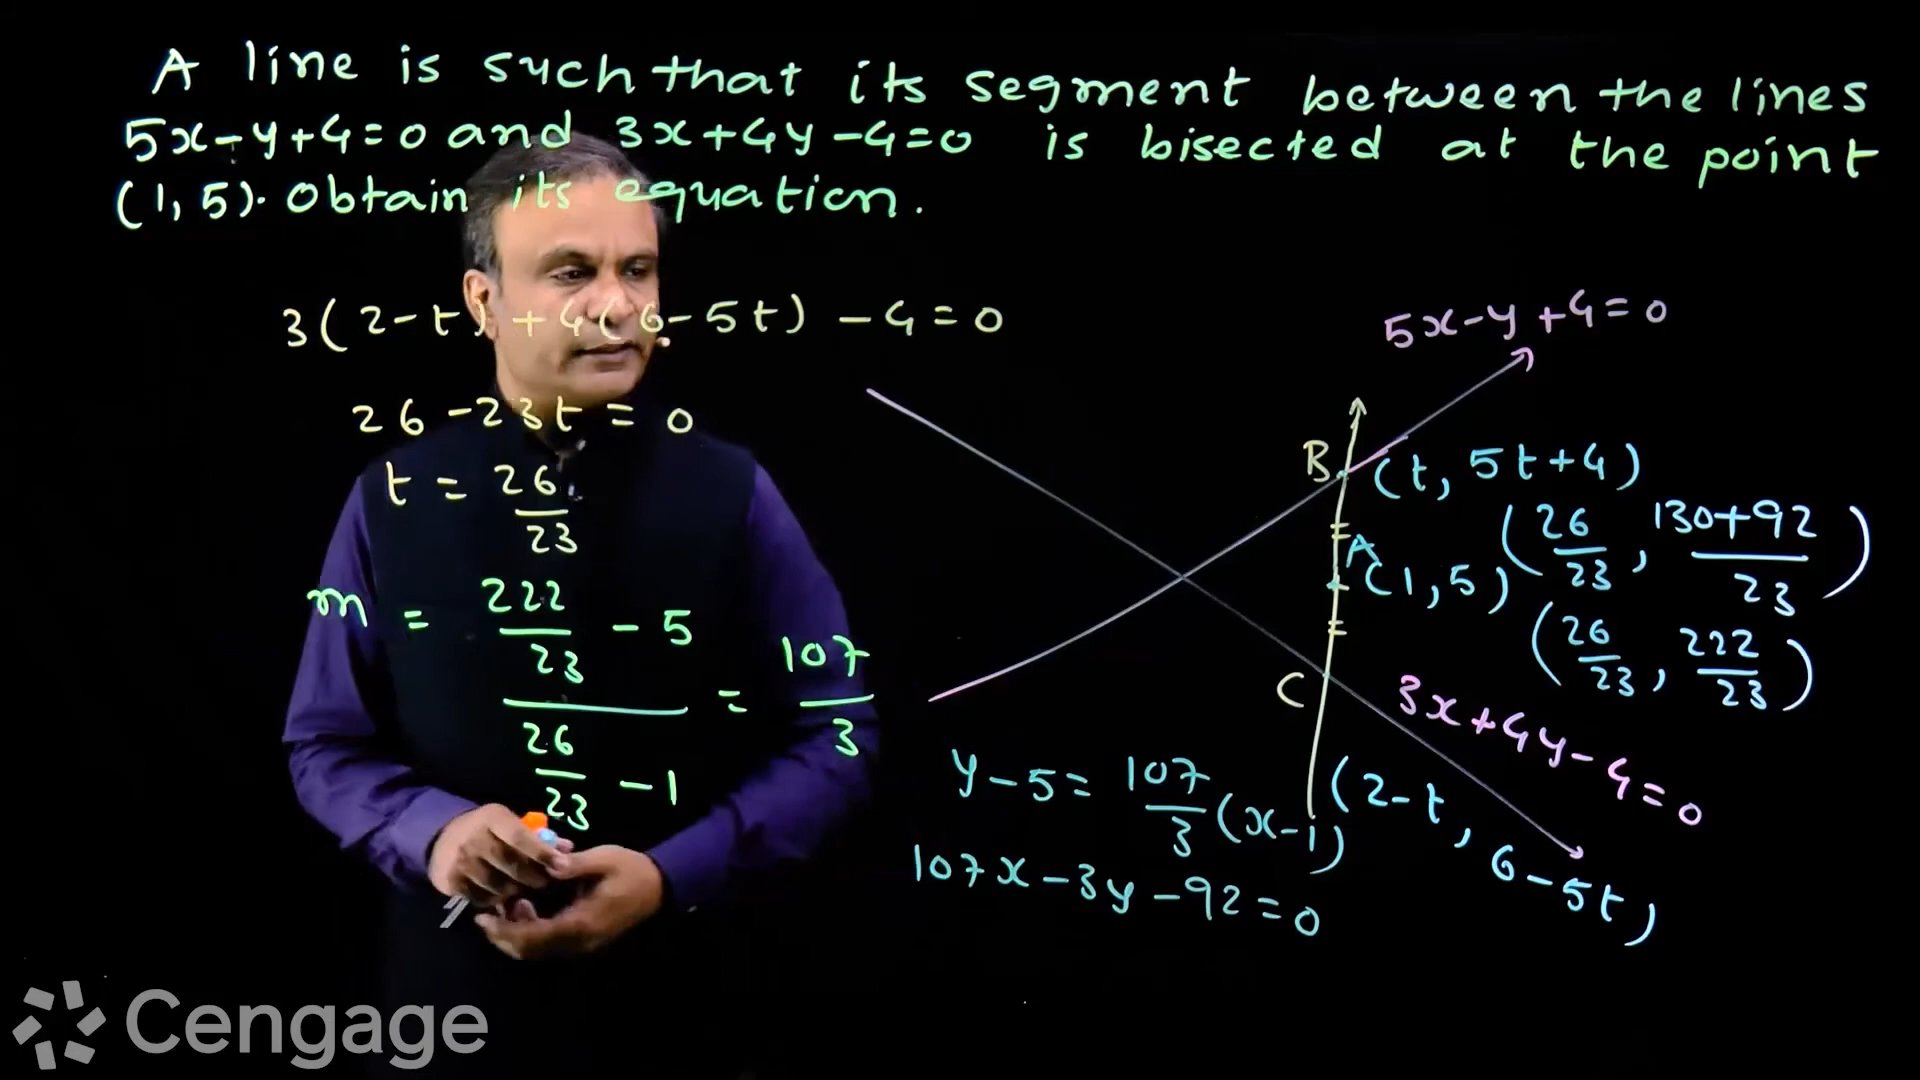 A line is such that its segment between the lines
5x-y+4=0 and 3x+4y-4=0 is bisected at the point
(1,5). Obtain its equation.
3(2-t)+4(6-5t)-4=0
26-23t=0
t=26/23
m = (222/23 - 5)/(26/23 - 1) = 107/3
5x-y+4=0
B (t, 5t+4)
(26/23, (130+92)/23)
A (1,5)
(26/23, 222/23)
C
3x+4y-4=0
(2-t, 6-5t)
y-5=107/3(x-1)
107x-3y-92=0
Cengage